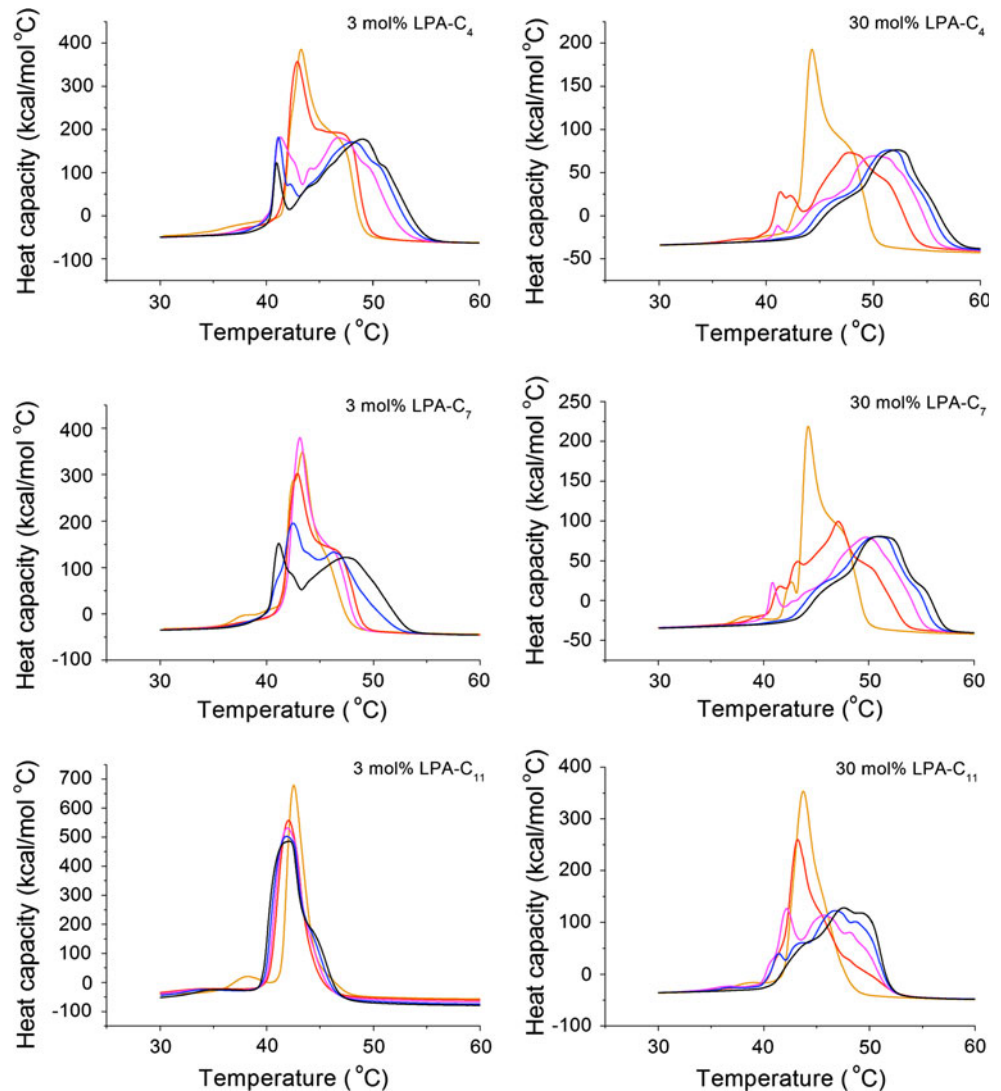 3 mol% LPA-C₄
Heat capacity (kcal/mol °C)
400
300
200
100
0
-100
30 40 50 60
Temperature ( °C)
30 mol% LPA-C₄
Heat capacity (kcal/mol °C)
200
150
100
50
0
-50
30 40 50 60
Temperature ( °C)
3 mol% LPA-C₇
Heat capacity (kcal/mol °C)
400
300
200
100
0
-100
30 40 50 60
Temperature ( °C)
30 mol% LPA-C₇
Heat capacity (kcal/mol °C)
250
200
150
100
50
0
-50
30 40 50 60
Temperature ( °C)
3 mol% LPA-C₁₁
Heat capacity (kcal/mol °C)
700
600
500
400
300
200
100
0
-100
30 40 50 60
Temperature ( °C)
30 mol% LPA-C₁₁
Heat capacity (kcal/mol °C)
400
300
200
100
0
-100
30 40 50 60
Temperature ( °C)